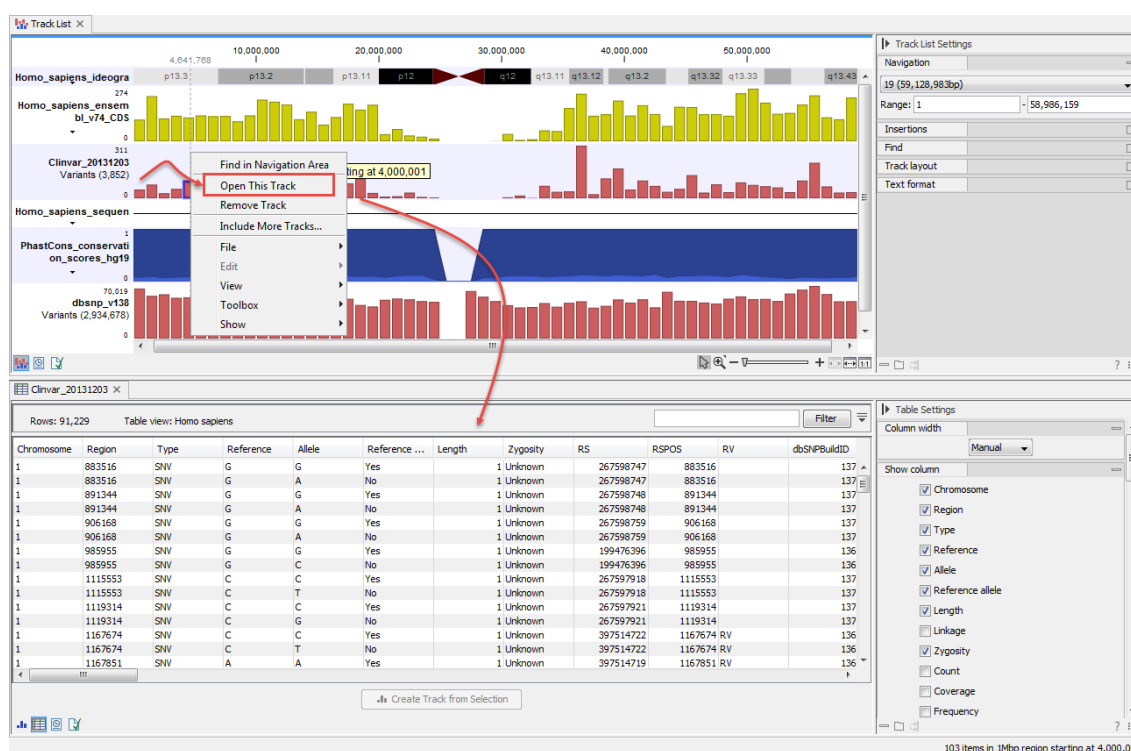 Track List
10,000,000 20,000,000 30,000,000 40,000,000 50,000,000
4,641,768
Homo_sapiens_ideogra p13.3 p13.2 p13.11 p12 q12 q13.11 q13.12 q13.2 q13.32 q13.33 q13.43
274
Homo_sapiens_ensem
bl_v74_CDS
0
311
Clinvar_20131203
Variants (3,852)
0
Homo_sapiens_sequen
1
PhastCons_conservati
on_scores_hg19
0
70,019
dbsnp_v138
Variants (2,934,678)
0
Find in Navigation Area
Open This Track
Remove Track
Include More Tracks...
File
Edit
View
Toolbox
Show
ting at 4,000,001
Track List Settings
Navigation
19 (59,128,983bp)
Range: 1 - 58,986,159
Insertions
Find
Track layout
Text format
1:1
?
Clinvar_20131203
Rows: 91,229 Table view: Homo sapiens Filter
Chromosome Region Type Reference Allele Reference ... Length Zygosity RS RSPOS RV dbSNPBuildID
1 883516 SNV G G Yes 1 Unknown 267598747 883516 137
1 883516 SNV G A No 1 Unknown 267598747 883516 137
1 891344 SNV G G Yes 1 Unknown 267598748 891344 137
1 891344 SNV G A No 1 Unknown 267598748 891344 137
1 906168 SNV G G Yes 1 Unknown 267598759 906168 137
1 906168 SNV G A No 1 Unknown 267598759 906168 137
1 985955 SNV G G Yes 1 Unknown 199476396 985955 136
1 985955 SNV G C No 1 Unknown 199476396 985955 136
1 1115553 SNV C C Yes 1 Unknown 267597918 1115553 137
1 1115553 SNV C T No 1 Unknown 267597918 1115553 137
1 1119314 SNV C C Yes 1 Unknown 267597921 1119314 137
1 1119314 SNV C G No 1 Unknown 267597921 1119314 137
1 1167674 SNV C C Yes 1 Unknown 397514722 1167674 RV 136
1 1167674 SNV C T No 1 Unknown 397514722 1167674 RV 136
1 1167851 SNV A A Yes 1 Unknown 397514719 1167851 RV 136
Create Track from Selection
Table Settings
Column width
Manual
Show column
Chromosome
Region
Type
Reference
Allele
Reference allele
Length
Linkage
Zygosity
Count
Coverage
Frequency
?
103 items in 1Mbp region starting at 4,000,0